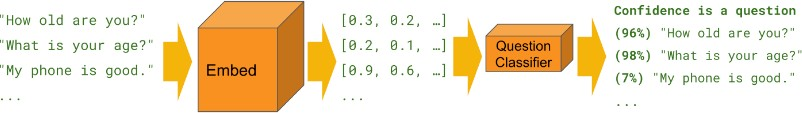 "How old are you?"
"What is your age?"
"My phone is good."
...
Embed
[0.3, 0.2, …]
[0.2, 0.1, …]
[0.9, 0.6, …]
...
Question
Classifier
Confidence is a question
(96%) "How old are you?"
(98%) "What is your age?"
(7%) "My phone is good."
...